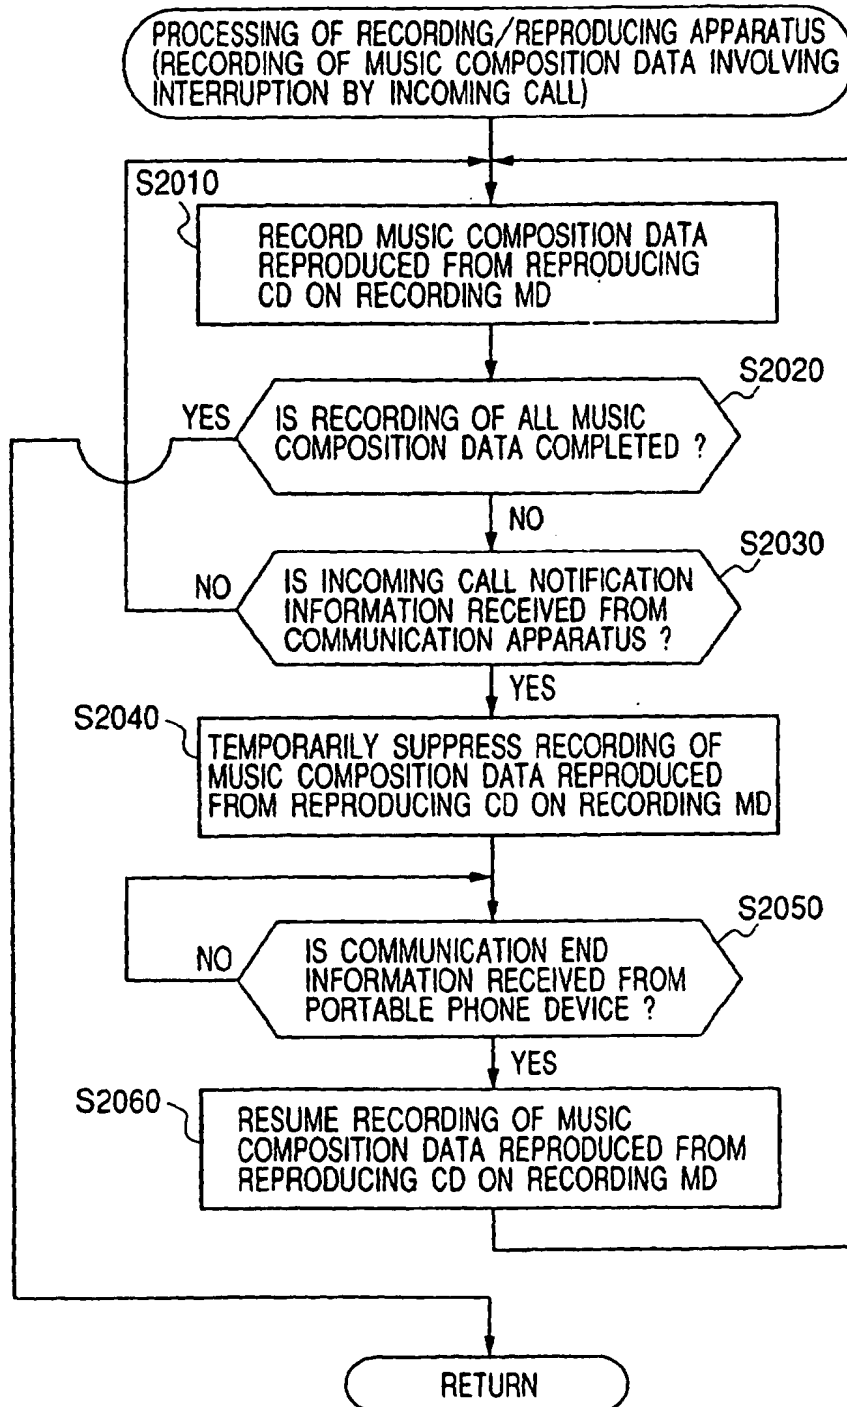 PROCESSING OF RECORDING/REPRODUCING APPARATUS
(RECORDING OF MUSIC COMPOSITION DATA INVOLVING
INTERRUPTION BY INCOMING CALL)
S2010
RECORD MUSIC COMPOSITION DATA
REPRODUCED FROM REPRODUCING
CD ON RECORDING MD
S2020
YES
IS RECORDING OF ALL MUSIC
COMPOSITION DATA COMPLETED ?
NO
S2030
NO
IS INCOMING CALL NOTIFICATION
INFORMATION RECEIVED FROM
COMMUNICATION APPARATUS ?
YES
S2040
TEMPORARILY SUPPRESS RECORDING OF
MUSIC COMPOSITION DATA REPRODUCED
FROM REPRODUCING CD ON RECORDING MD
S2050
NO
IS COMMUNICATION END
INFORMATION RECEIVED FROM
PORTABLE PHONE DEVICE ?
YES
S2060
RESUME RECORDING OF MUSIC
COMPOSITION DATA REPRODUCED FROM
REPRODUCING CD ON RECORDING MD
RETURN